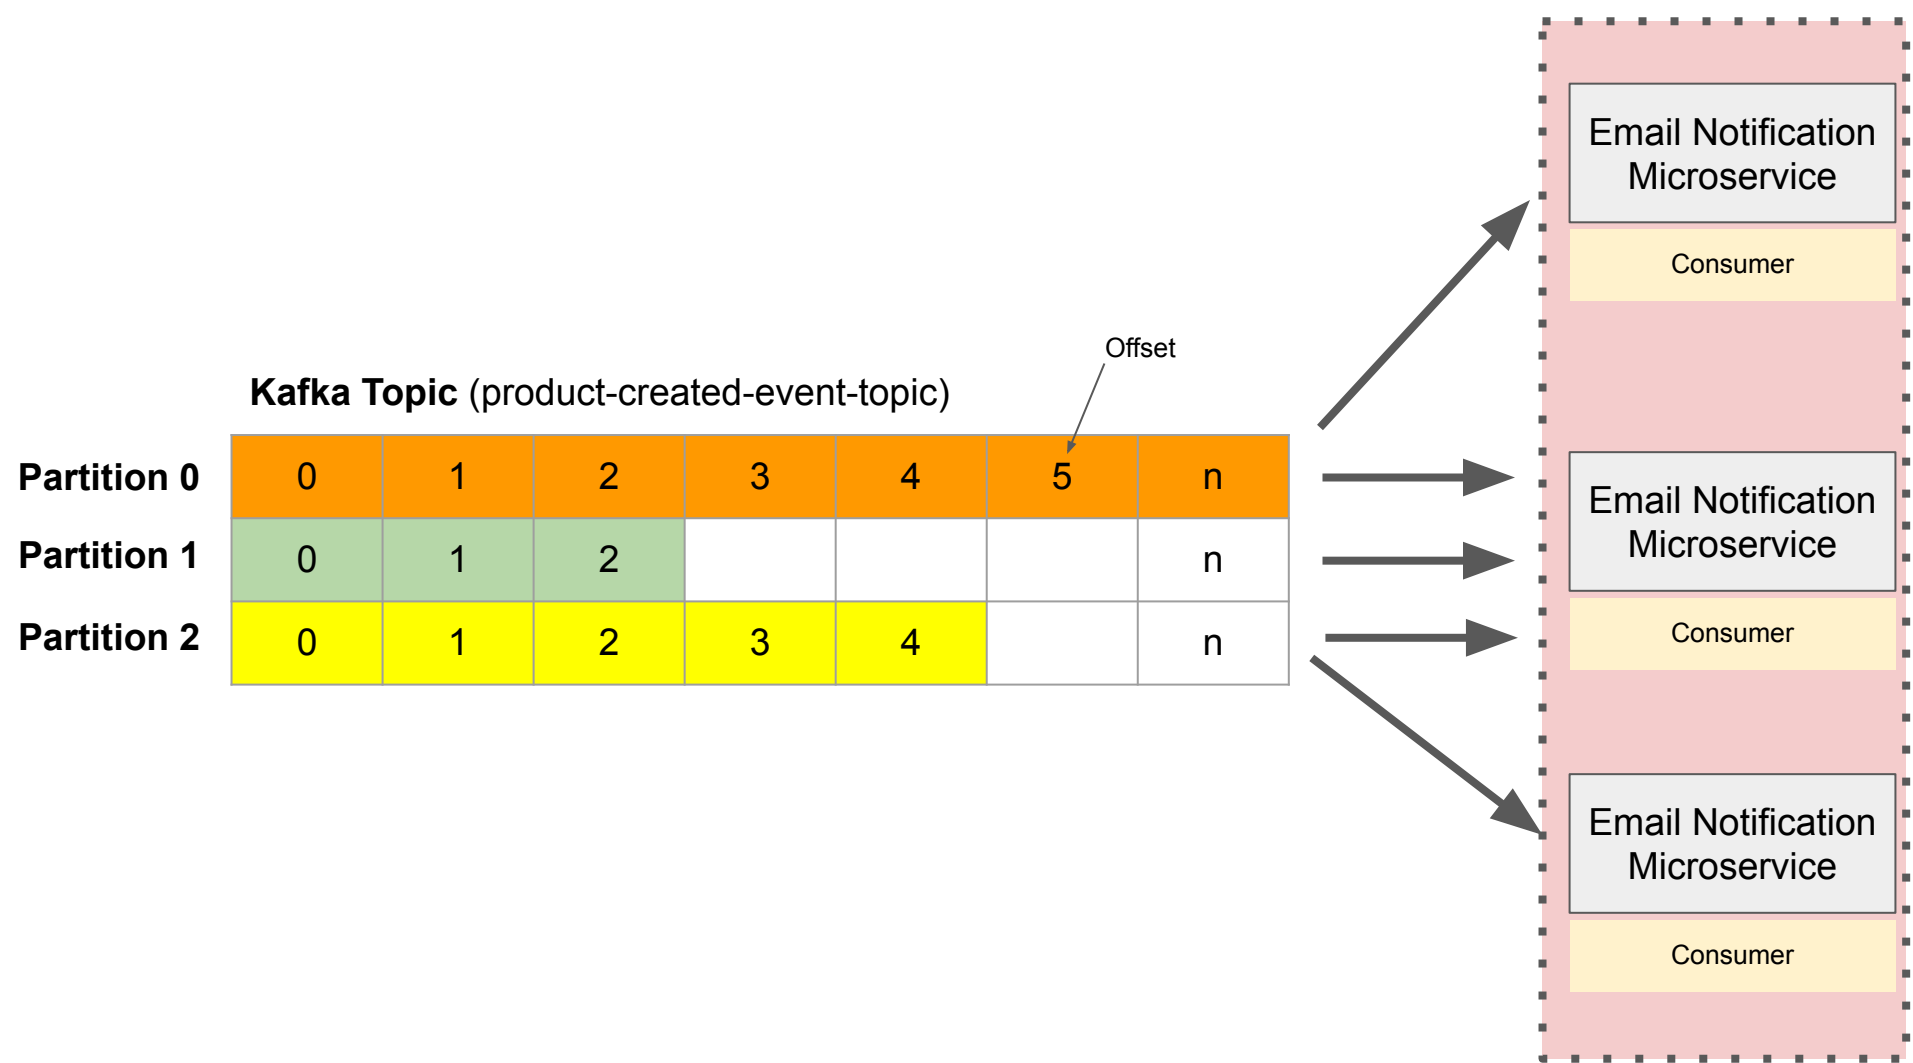 Email Notification
Microservice
Consumer
Offset
Kafka Topic (product-created-event-topic)
Partition 0 0 1 2 3 4 5 n
Partition 1 0 1 2 n
Partition 2 0 1 2 3 4 n
Email Notification
Microservice
Consumer
Email Notification
Microservice
Consumer